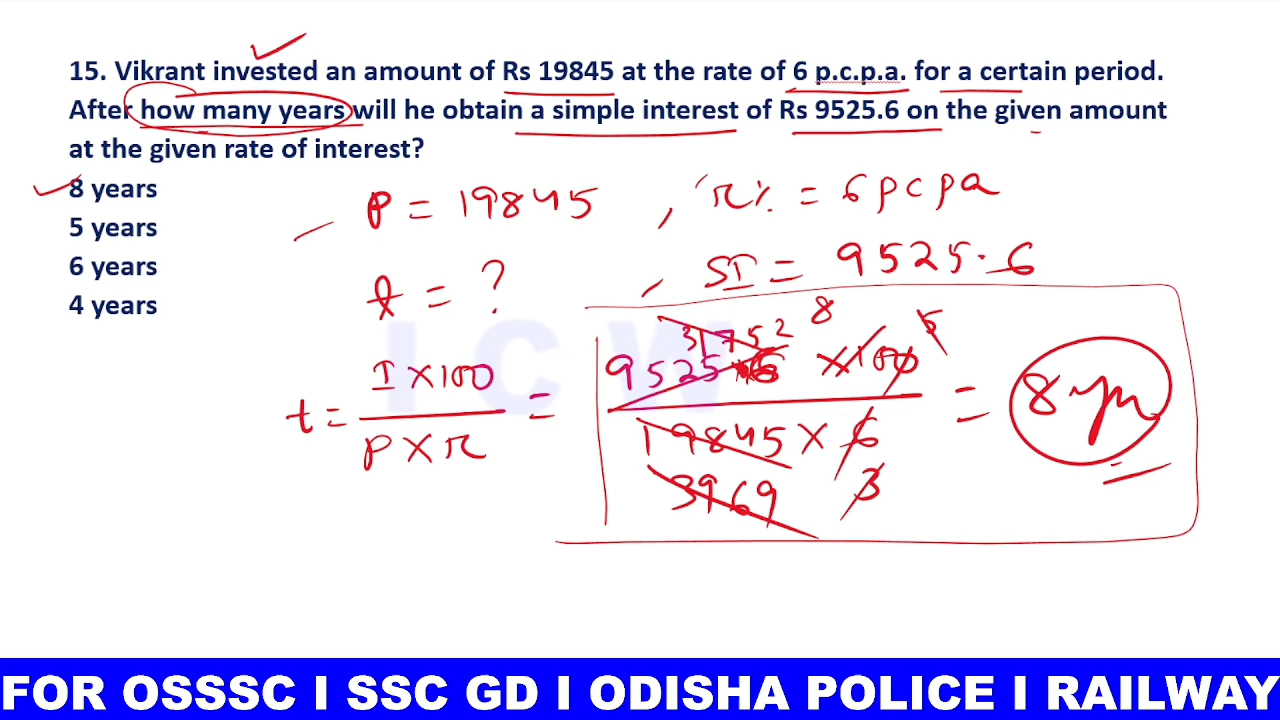 15. Vikrant invested an amount of Rs 19845 at the rate of 6 p.c.p.a. for a certain period.
After how many years will he obtain a simple interest of Rs 9525.6 on the given amount
at the given rate of interest?
8 years
5 years
6 years
4 years
P = 19845 , r% = 6 pcpa
t = ? , SI = 9525.6
I C W
t = I × 100 / P × r = 9525.6 × 100 / 19845 × 6 = 8 yrs
31752 8 5
3969 3
FOR OSSSC I SSC GD I ODISHA POLICE I RAILWAY